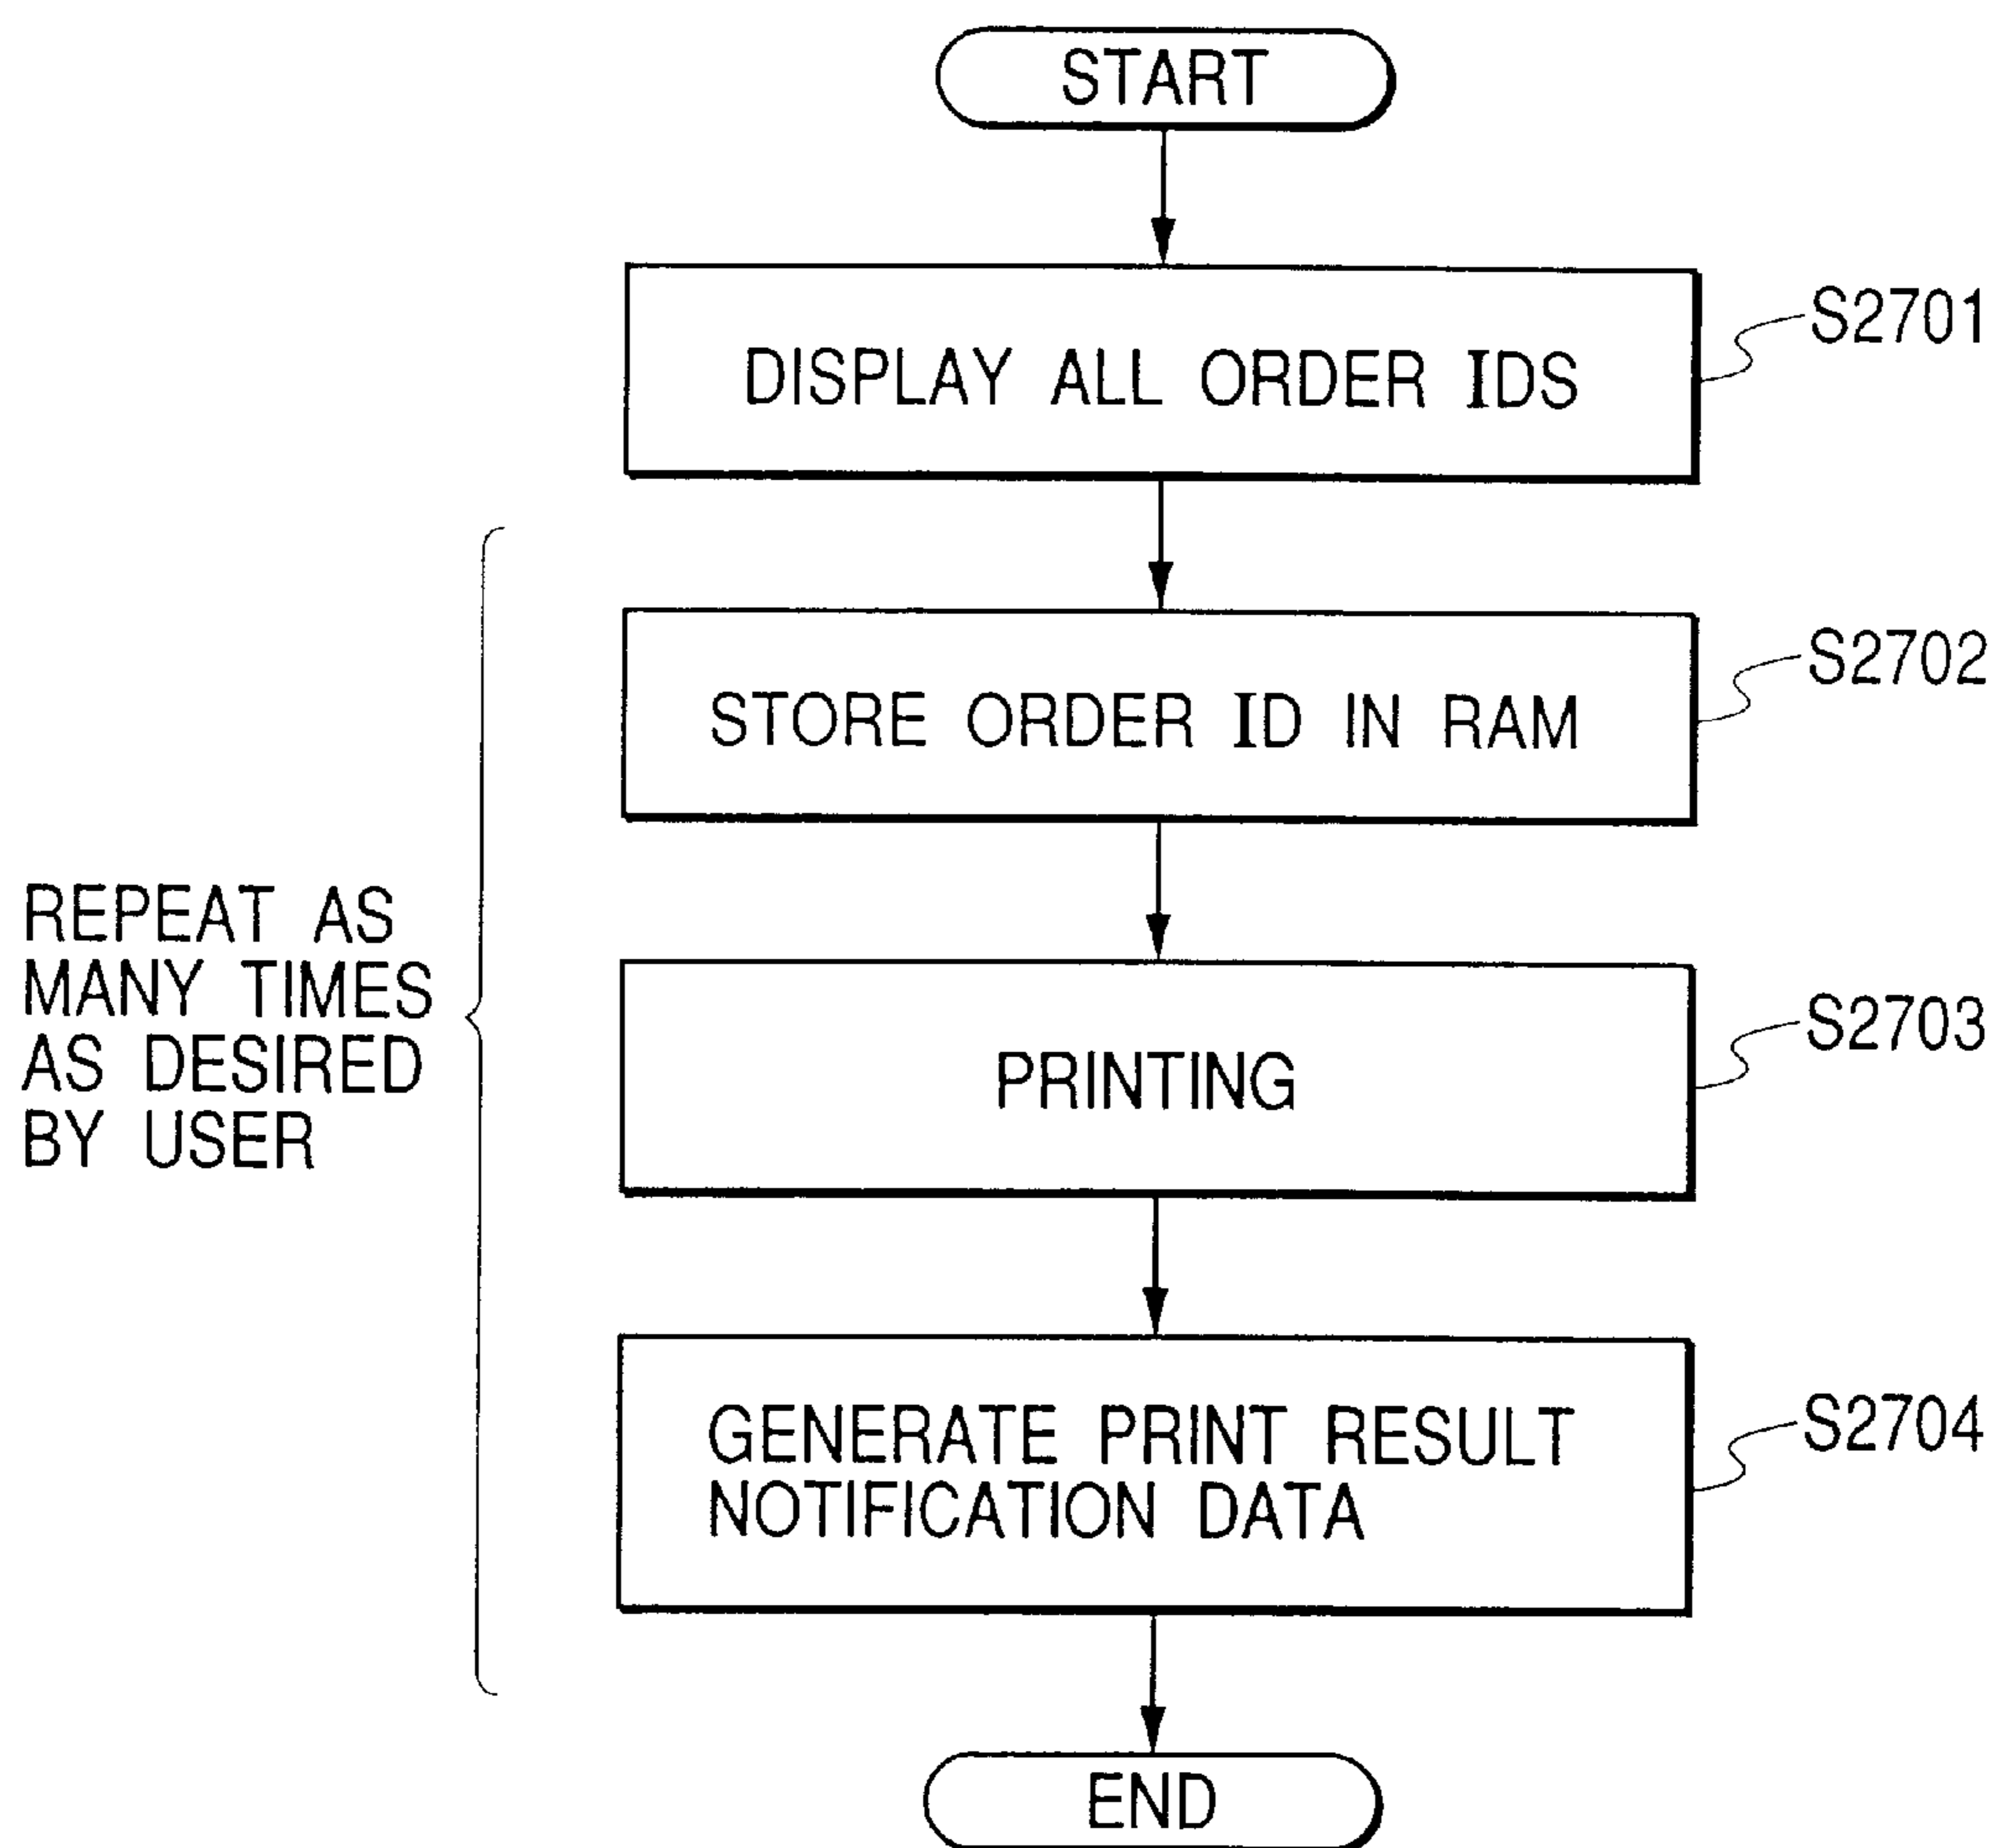 START
DISPLAY ALL ORDER IDS
S2701
STORE ORDER ID IN RAM
S2702
REPEAT AS
MANY TIMES
AS DESIRED
BY USER
PRINTING
S2703
GENERATE PRINT RESULT
NOTIFICATION DATA
S2704
END